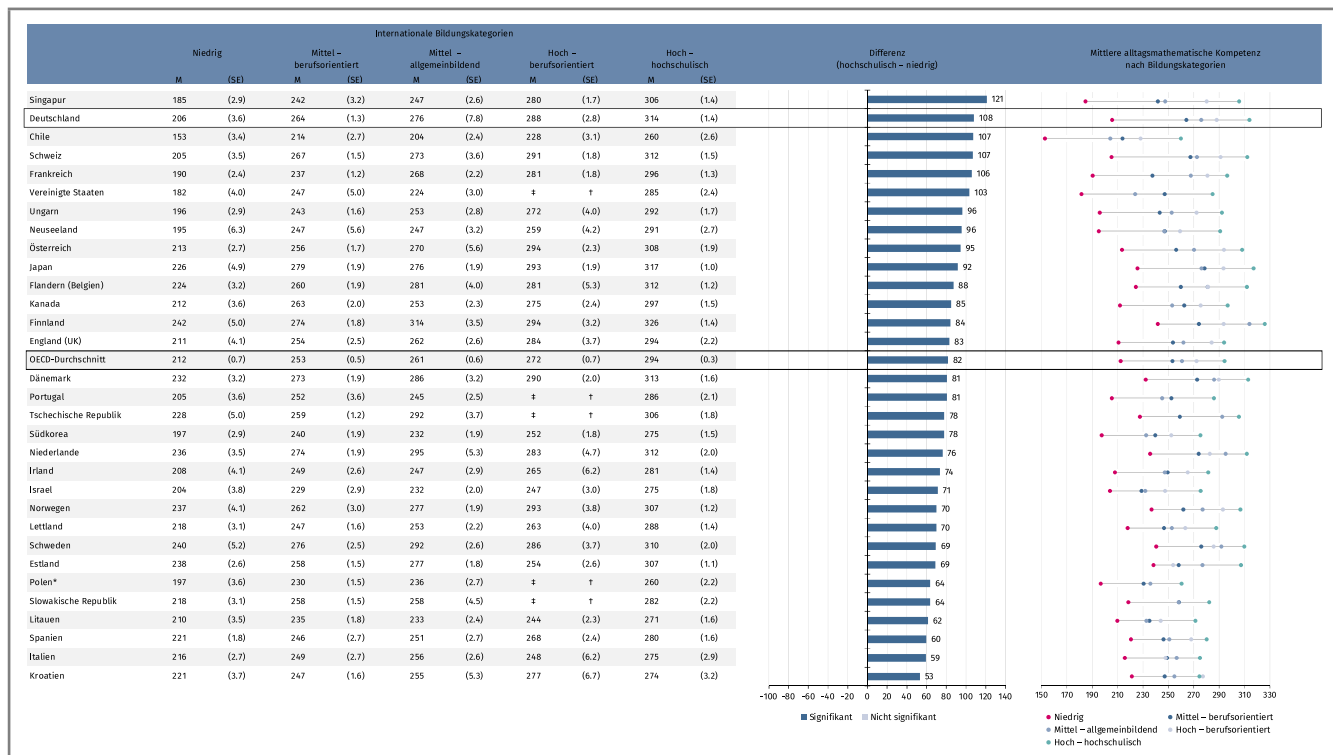 Internationale Bildungskategorien
Niedrig Mittel – berufsorientiert Mittel – allgemeinbildend Hoch – berufsorientiert Hoch – hochschulisch Differenz (hochschulisch – niedrig) Mittlere alltagsmathematische Kompetenz nach Bildungskategorien
M (SE) M (SE) M (SE) M (SE) M (SE)
Singapur 185 (2.9) 242 (3.2) 247 (2.6) 280 (1.7) 306 (1.4) 121
Deutschland 206 (3.6) 264 (1.3) 276 (7.8) 288 (2.8) 314 (1.4) 108
Chile 153 (3.4) 214 (2.7) 204 (2.4) 228 (3.1) 260 (2.6) 107
Schweiz 205 (3.5) 267 (1.5) 273 (3.6) 291 (1.8) 312 (1.5) 107
Frankreich 190 (2.4) 237 (1.2) 268 (2.2) 281 (1.8) 296 (1.3) 106
Vereinigte Staaten 182 (4.0) 247 (5.0) 224 (3.0) ‡ † 285 (2.4) 103
Ungarn 196 (2.9) 243 (1.6) 253 (2.8) 272 (4.0) 292 (1.7) 96
Neuseeland 195 (6.3) 247 (5.6) 247 (3.2) 259 (4.2) 291 (2.7) 96
Österreich 213 (2.7) 256 (1.7) 270 (5.6) 294 (2.3) 308 (1.9) 95
Japan 226 (4.9) 279 (1.9) 276 (1.9) 293 (1.9) 317 (1.0) 92
Flandern (Belgien) 224 (3.2) 260 (1.9) 281 (4.0) 281 (5.3) 312 (1.2) 88
Kanada 212 (3.6) 263 (2.0) 253 (2.3) 275 (2.4) 297 (1.5) 85
Finnland 242 (5.0) 274 (1.8) 314 (3.5) 294 (3.2) 326 (1.4) 84
England (UK) 211 (4.1) 254 (2.5) 262 (2.6) 284 (3.7) 294 (2.2) 83
OECD-Durchschnitt 212 (0.7) 253 (0.5) 261 (0.6) 272 (0.7) 294 (0.3) 82
Dänemark 232 (3.2) 273 (1.9) 286 (3.2) 290 (2.0) 313 (1.6) 81
Portugal 205 (3.6) 252 (3.6) 245 (2.5) ‡ † 286 (2.1) 81
Tschechische Republik 228 (5.0) 259 (1.2) 292 (3.7) ‡ † 306 (1.8) 78
Südkorea 197 (2.9) 240 (1.9) 232 (1.9) 252 (1.8) 275 (1.5) 78
Niederlande 236 (3.5) 274 (1.9) 295 (5.3) 283 (4.7) 312 (2.0) 76
Irland 208 (4.1) 249 (2.6) 247 (2.9) 265 (6.2) 281 (1.4) 74
Israel 204 (3.8) 229 (2.9) 232 (2.0) 247 (3.0) 275 (1.8) 71
Norwegen 237 (4.1) 262 (3.0) 277 (1.9) 293 (3.8) 307 (1.2) 70
Lettland 218 (3.1) 247 (1.6) 253 (2.2) 263 (4.0) 288 (1.4) 70
Schweden 240 (5.2) 276 (2.5) 292 (2.6) 286 (3.7) 310 (2.0) 69
Estland 238 (2.6) 258 (1.5) 277 (1.8) 254 (2.6) 307 (1.1) 69
Polen* 197 (3.6) 230 (1.5) 236 (2.7) ‡ † 260 (2.2) 64
Slowakische Republik 218 (3.1) 258 (1.5) 258 (4.5) ‡ † 282 (2.2) 64
Litauen 210 (3.5) 235 (1.8) 233 (2.4) 244 (2.3) 271 (1.6) 62
Spanien 221 (1.8) 246 (2.7) 251 (2.7) 268 (2.4) 280 (1.6) 60
Italien 216 (2.7) 249 (2.7) 256 (2.6) 248 (6.2) 275 (2.9) 59
Kroatien 221 (3.7) 247 (1.6) 255 (5.3) 277 (6.7) 274 (3.2) 53
-100 -80 -60 -40 -20 0 20 40 60 80 100 120 140 150 170 190 210 230 250 270 290 310 330
Signifikant Nicht signifikant
Niedrig Mittel – berufsorientiert
Mittel – allgemeinbildend Hoch – berufsorientiert
Hoch – hochschulisch